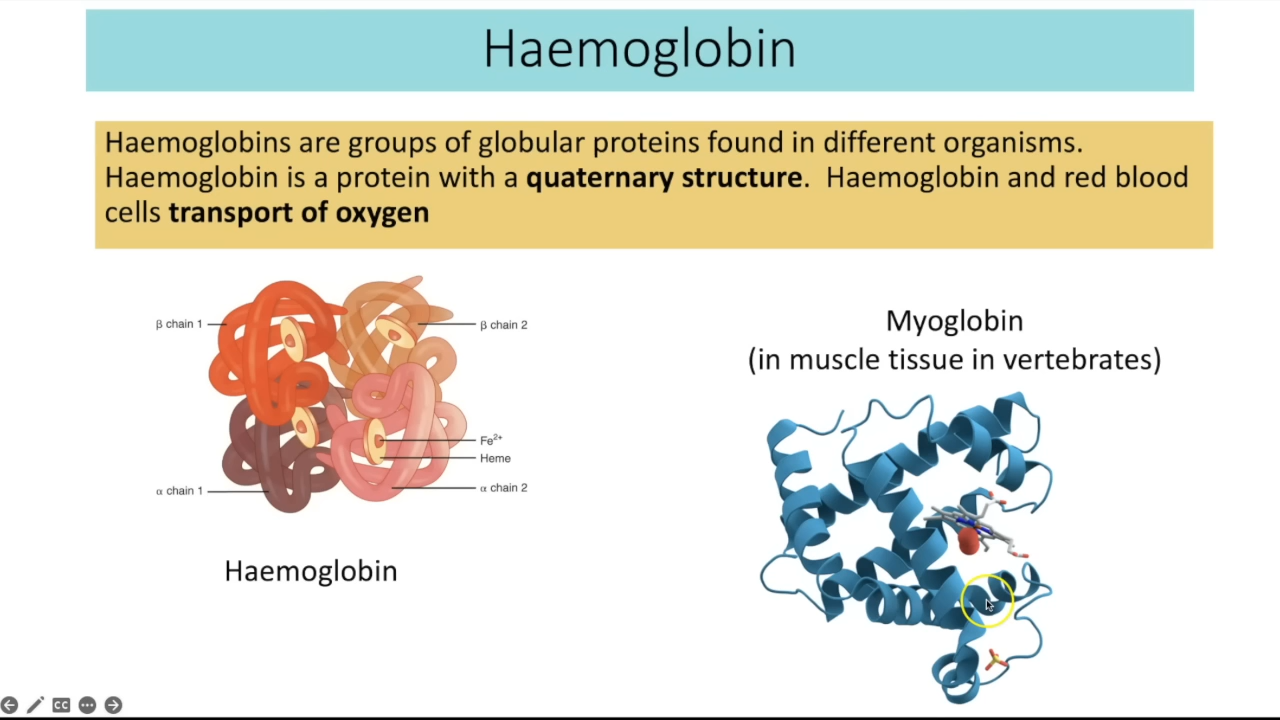 Haemoglobin
Haemoglobins are groups of globular proteins found in different organisms.
Haemoglobin is a protein with a quaternary structure.  Haemoglobin and red blood
cells transport of oxygen
β chain 1
β chain 2
Fe²⁺
Heme
α chain 1
α chain 2
Haemoglobin
Myoglobin
(in muscle tissue in vertebrates)
CC